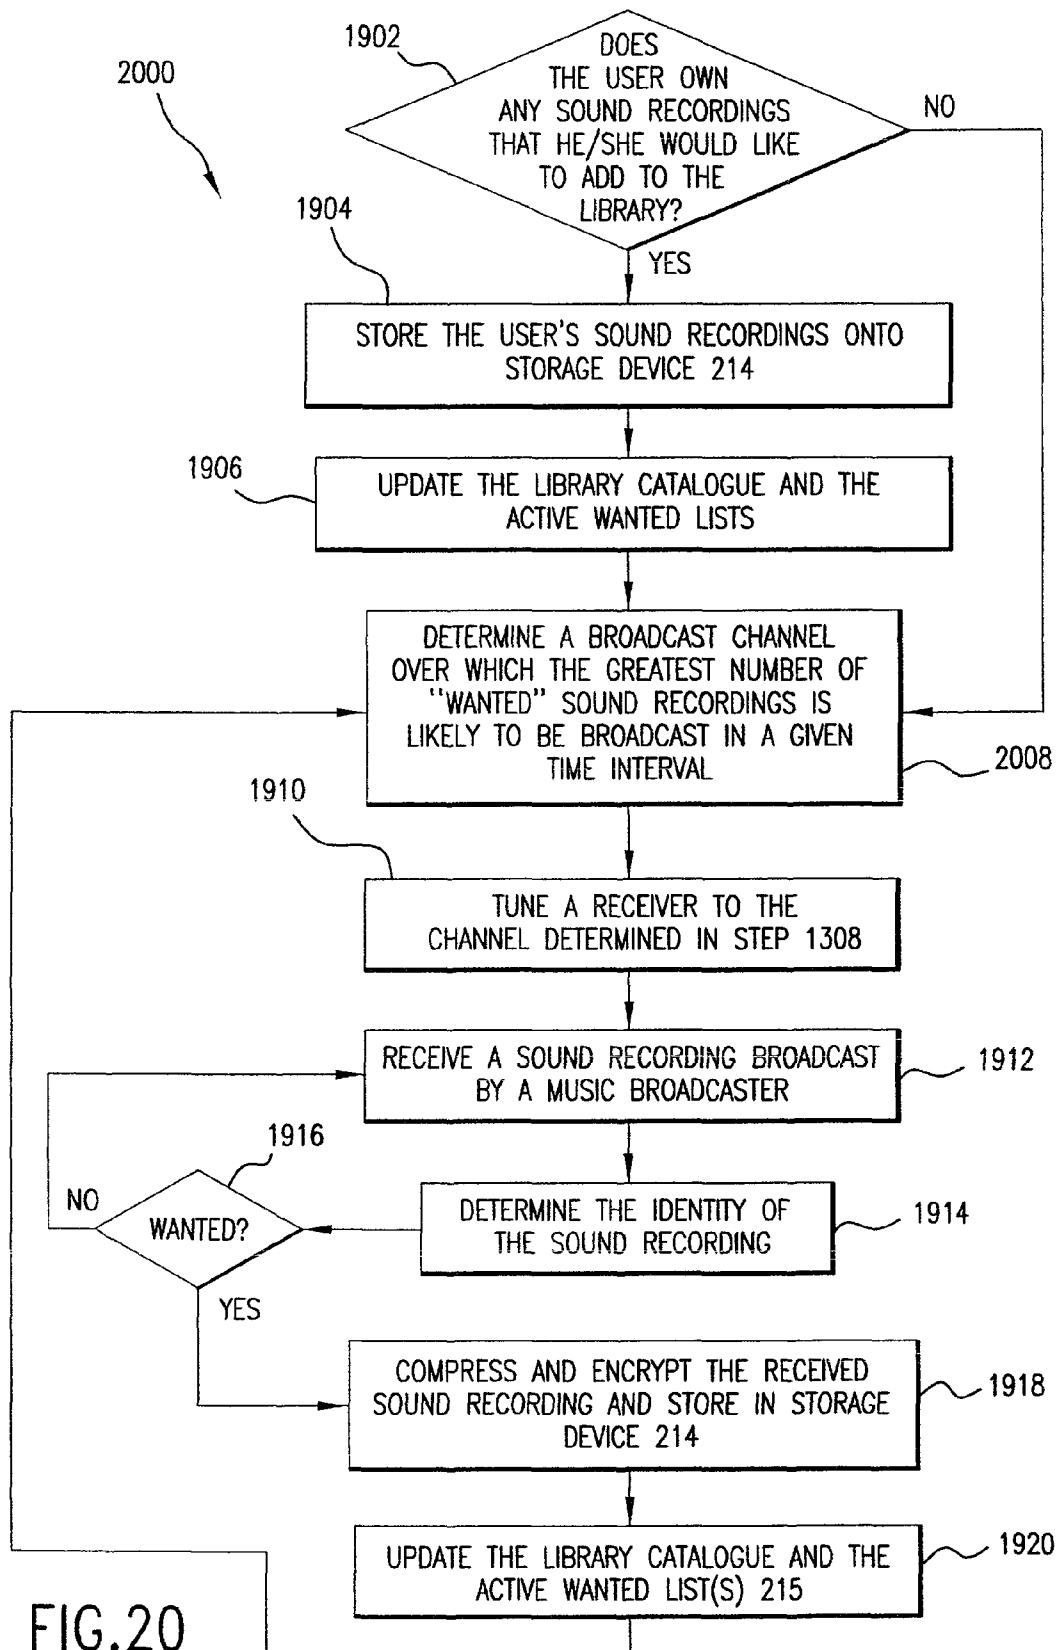 1902
2000
DOES
THE USER OWN
ANY SOUND RECORDINGS
THAT HE/SHE WOULD LIKE
TO ADD TO THE
LIBRARY?
NO
YES
1904
STORE THE USER'S SOUND RECORDINGS ONTO
STORAGE DEVICE 214
1906
UPDATE THE LIBRARY CATALOGUE AND THE
ACTIVE WANTED LISTS
DETERMINE A BROADCAST CHANNEL
OVER WHICH THE GREATEST NUMBER OF
"WANTED" SOUND RECORDINGS IS
LIKELY TO BE BROADCAST IN A GIVEN
TIME INTERVAL
2008
1910
TUNE A RECEIVER TO THE
CHANNEL DETERMINED IN STEP 1308
RECEIVE A SOUND RECORDING BROADCAST
BY A MUSIC BROADCASTER
1912
DETERMINE THE IDENTITY OF
THE SOUND RECORDING
1914
1916
WANTED?
NO
YES
COMPRESS AND ENCRYPT THE RECEIVED
SOUND RECORDING AND STORE IN STORAGE
DEVICE 214
1918
UPDATE THE LIBRARY CATALOGUE AND THE
ACTIVE WANTED LIST(S) 215
1920
FIG.20